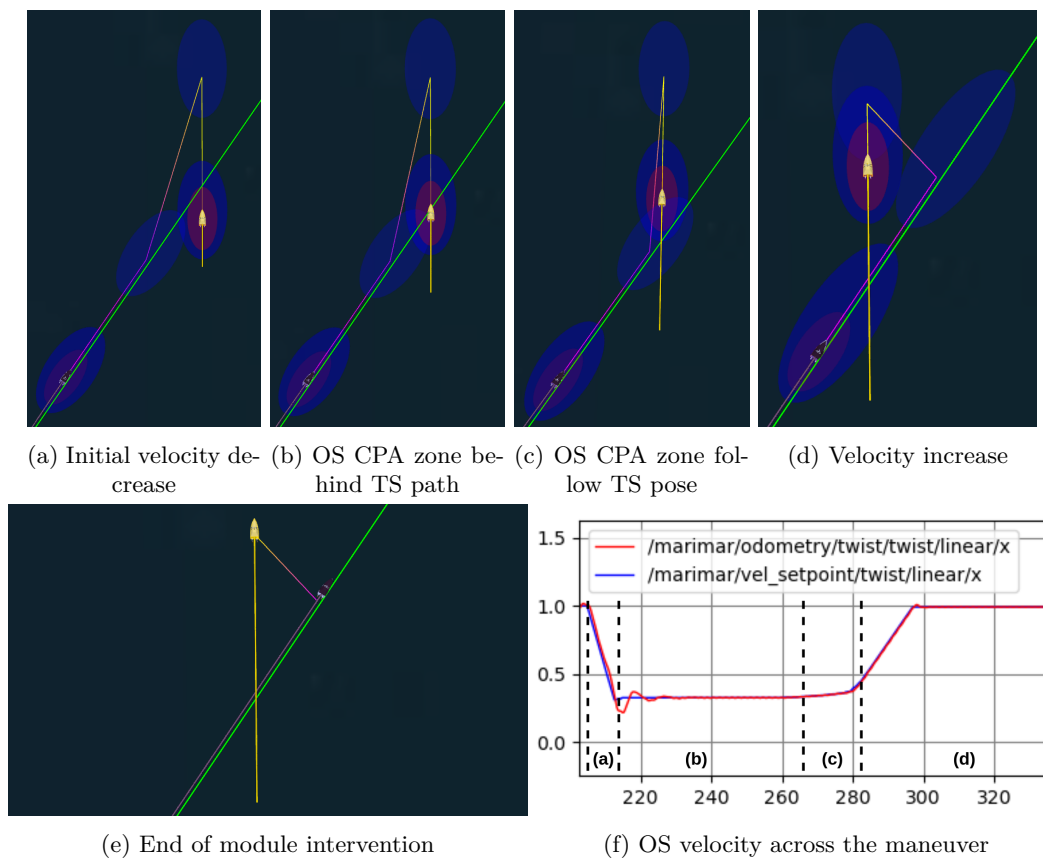 (a) Initial velocity de-
crease
(b) OS CPA zone be-
hind TS path
(c) OS CPA zone fol-
low TS pose
(d) Velocity increase
/marimar/odometry/twist/twist/linear/x
/marimar/vel_setpoint/twist/linear/x
1.5
1.0
0.5
0.0
(a)
(b)
(c)
(d)
220 240 260 280 300 320
(e) End of module intervention
(f) OS velocity across the maneuver